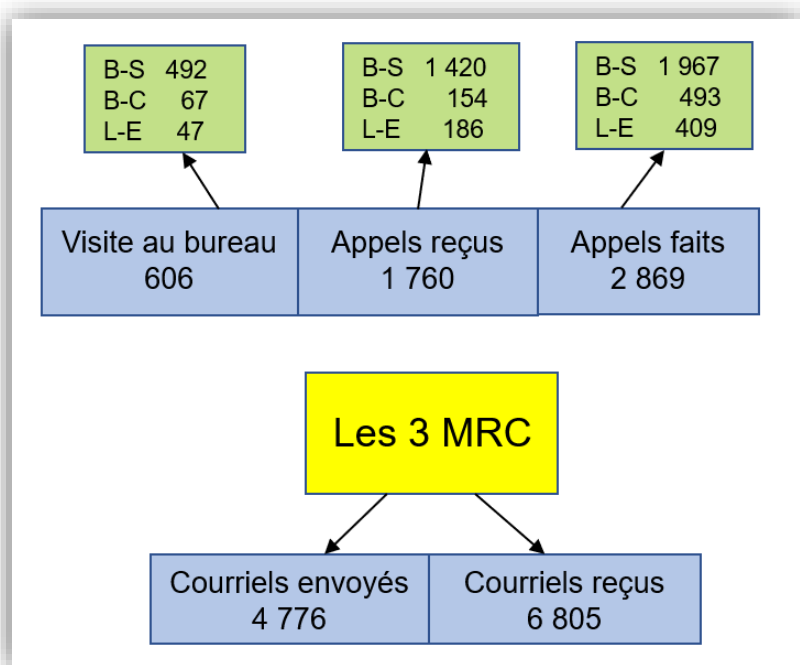 B-S 492
B-C 67
L-E 47
B-S 1 420
B-C 154
L-E 186
B-S 1 967
B-C 493
L-E 409
Visite au bureau
606
Appels reçus
1 760
Appels faits
2 869
Les 3 MRC
Courriels envoyés
4 776
Courriels reçus
6 805